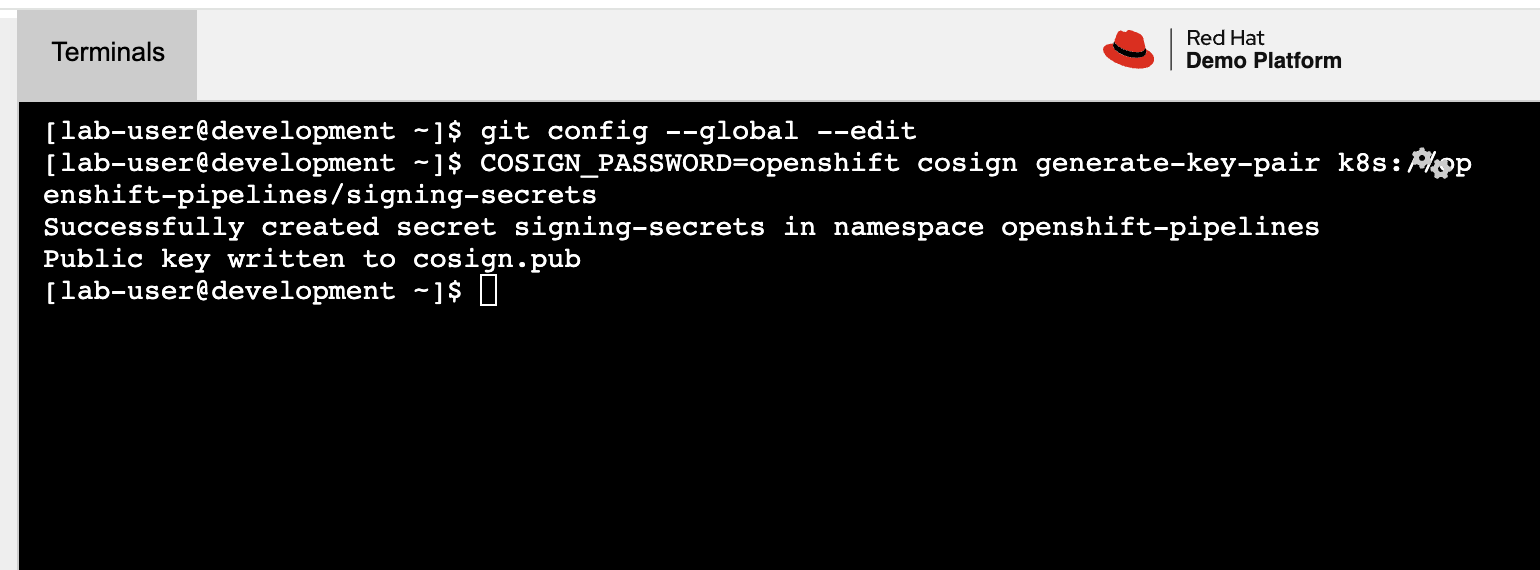 Terminals
Red Hat
Demo Platform
[lab-user@development ~]$ git config --global --edit
[lab-user@development ~]$ COSIGN_PASSWORD=openshift cosign generate-key-pair k8s://op
enshift-pipelines/signing-secrets
Successfully created secret signing-secrets in namespace openshift-pipelines
Public key written to cosign.pub
[lab-user@development ~]$